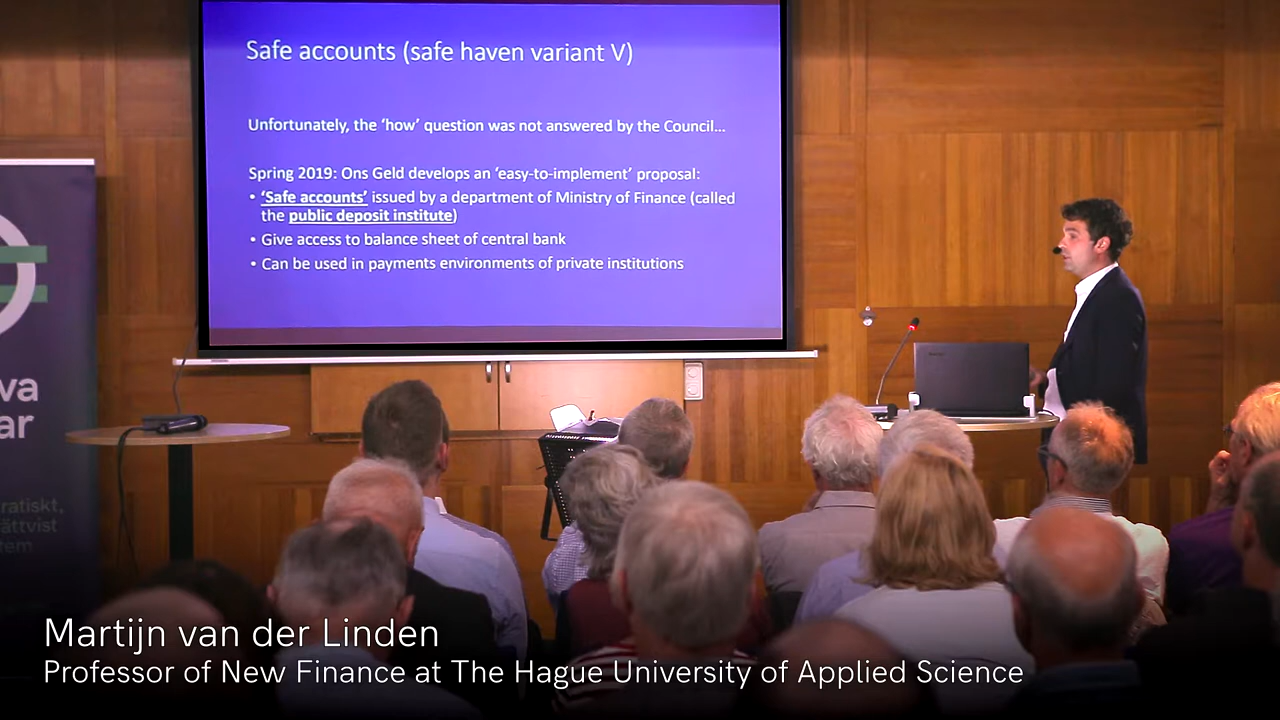 Safe accounts (safe haven variant V)
Unfortunately, the ‘how’ question was not answered by the Council...
Spring 2019: Ons Geld develops an ‘easy-to-implement’ proposal:
• ‘Safe accounts’ issued by a department of Ministry of Finance (called
the public deposit institute)
• Give access to balance sheet of central bank
• Can be used in payments environments of private institutions
va
ar
ratiskt,
rättvist
tem
Martijn van der Linden
Professor of New Finance at The Hague University of Applied Science